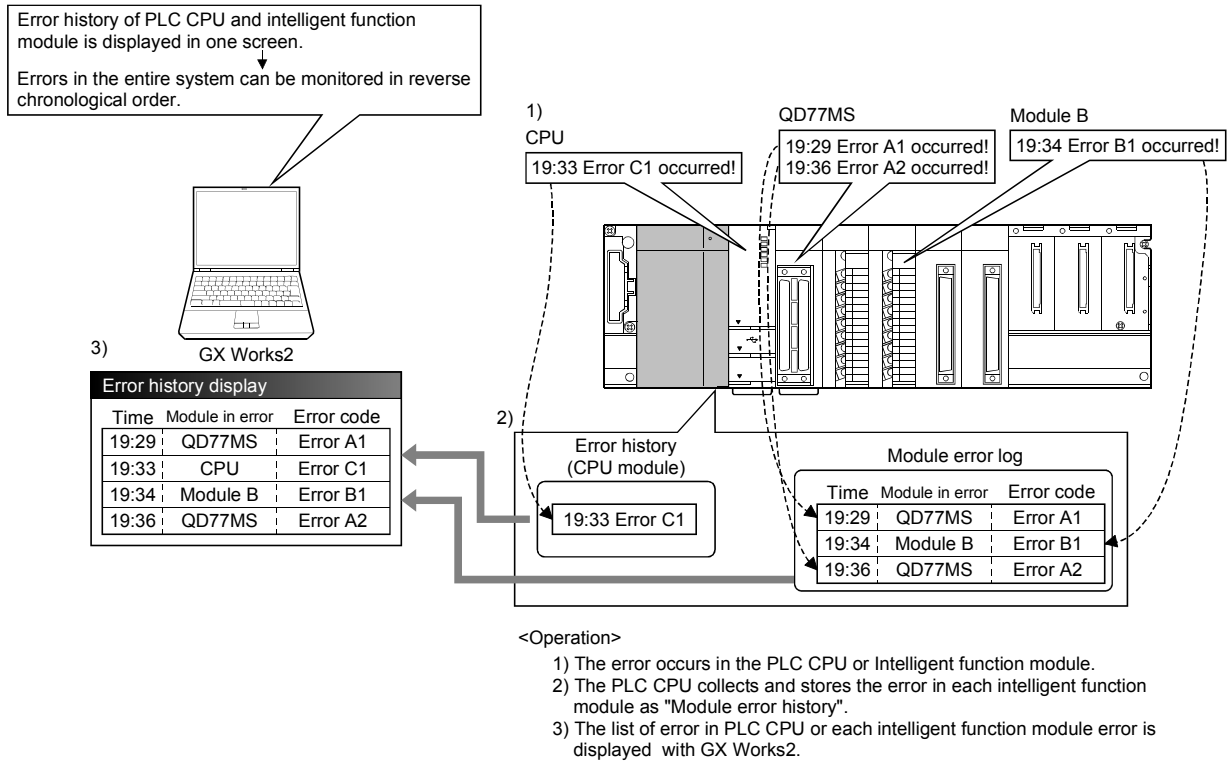 Error history of PLC CPU and intelligent function
module is displayed in one screen.
Errors in the entire system can be monitored in reverse
chronological order.
1)
CPU
19:33 Error C1 occurred!
QD77MS
19:29 Error A1 occurred!
19:36 Error A2 occurred!
Module B
19:34 Error B1 occurred!
GX Works2
3)
Error history display
Time Module in error Error code
19:29 QD77MS Error A1
19:33 CPU Error C1
19:34 Module B Error B1
19:36 QD77MS Error A2
2)
Error history
(CPU module)
19:33 Error C1
Module error log
Time Module in error Error code
19:29 QD77MS Error A1
19:34 Module B Error B1
19:36 QD77MS Error A2
<Operation>
1) The error occurs in the PLC CPU or Intelligent function module.
2) The PLC CPU collects and stores the error in each intelligent function
module as "Module error history".
3) The list of error in PLC CPU or each intelligent function module error is
displayed with GX Works2.